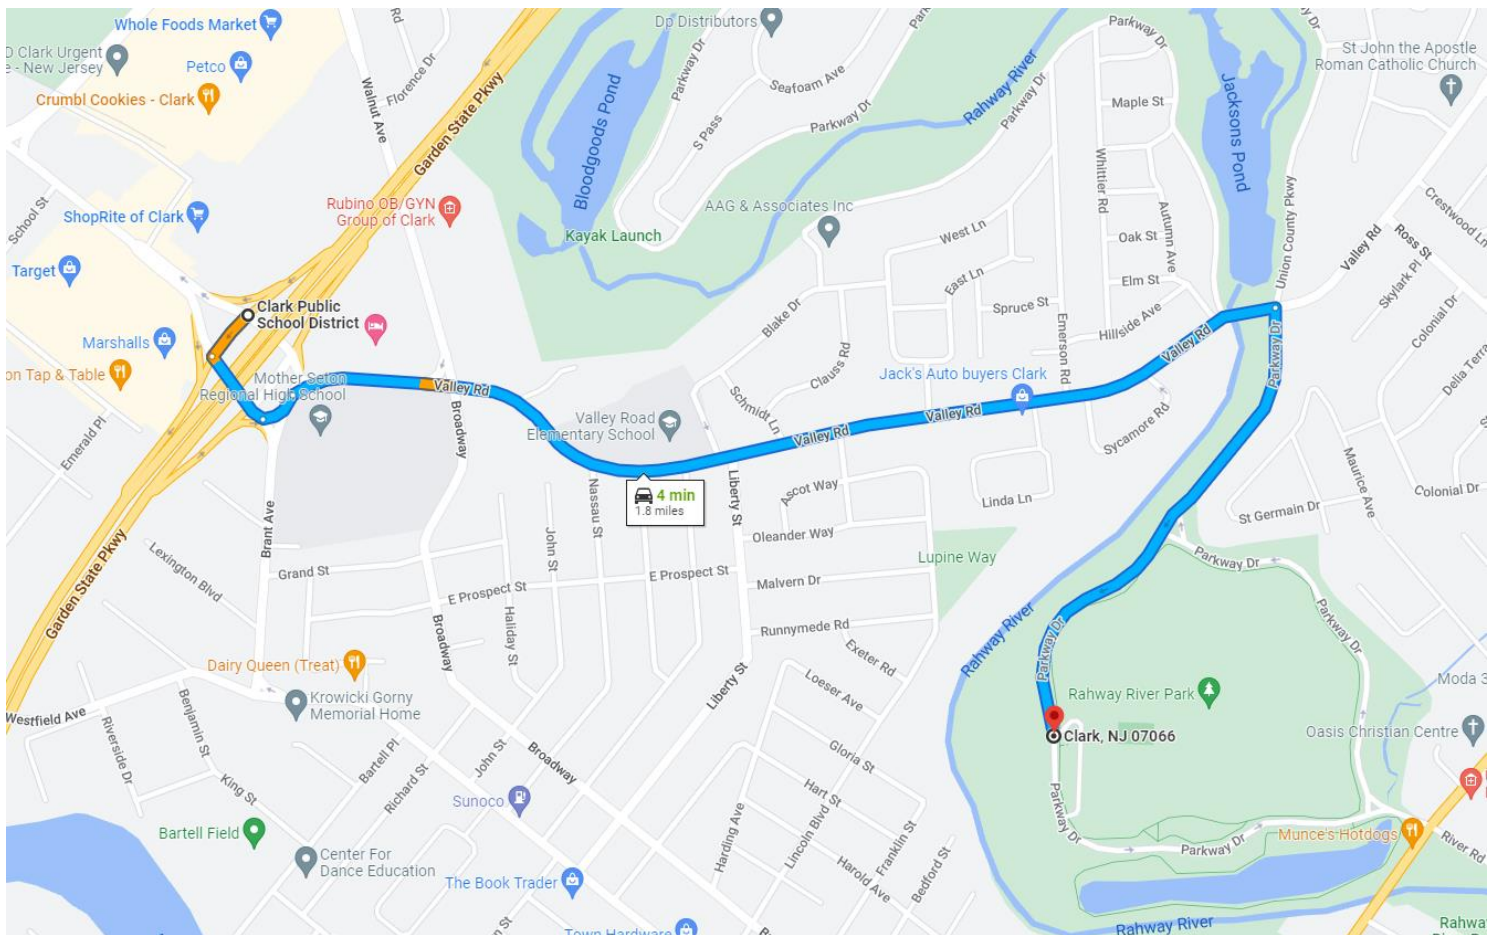 Whole Foods Market
Dp Distributors
Parkway Dr
O Clark Urgent
e - New Jersey
Petco
Crumbl Cookies - Clark
Florence Dr
Walnut Ave
Rd
Garden State Pkwy
Bloodgoods Pond
Parkway Dr
Seafoam Ave
S Pass
Parkway Dr
Rahway River
Parkway Dr
Jacksons Pond
St John the Apostle
Roman Catholic Church
Maple St
Whittier Rd
Autumn Ave
Oak St
Elm St
Hillside Ave
Union County Pkwy
Valley Rd
Crestwood Ln
Ross St
Skylark Pl
Colonial Dr
School St
ShopRite of Clark
Target
Rubino OB/GYN
Group of Clark
Kayak Launch
AAG & Associates Inc
West Ln
East Ln
Spruce St
Emerson Rd
Blake Dr
Clauss Rd
Schmidt Ln
Clark Public
School District
Marshalls
on Tap & Table
Mother Seton
Regional High School
Valley Rd
Broadway
Valley Road
Elementary School
Valley Rd
Jack's Auto buyers Clark
Valley Rd
Valley Rd
Parkway Dr
Sycamore Rd
Delia Terra
Emerald Pl
4 min
1.8 miles
Liberty St
Ascot Way
Linda Ln
Maurice Ave
Colonial Dr
St Germain Dr
Nassau St
John St
Brant Ave
Garden State Pkwy
Lexington Blvd
Grand St
E Prospect St
E Prospect St
Oleander Way
Malvern Dr
Lupine Way
Parkway Dr
Parkway Dr
Haliday St
Broadway
Runnymede Rd
Exeter Rd
Loeser Ave
Rahway River
Parkway Dr
Rahway River Park
Moda 3
Dairy Queen (Treat)
Krowicki Gorny
Memorial Home
Westfield Ave
Riverside Dr
Benjamin St
Bartell Pl
Richard St
John St
Liberty St
Broadway
Gloria St
Clark, NJ 07066
Oasis Christian Centre
King St
Sunoco
Hart St
Lincoln Blvd
Harding Ave
Harold Ave
Franklin St
Bedford St
Parkway Dr
Parkway Dr
Munce's Hotdogs
River Rd
Bartell Field
Center For
Dance Education
The Book Trader
Town Hardware
Rahway River
Rahwa